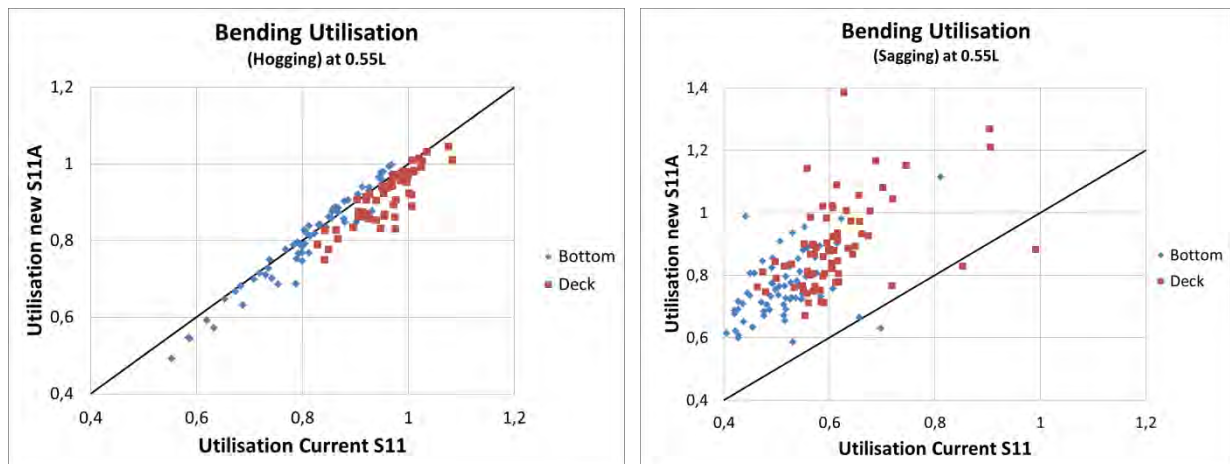 Bending Utilisation
(Hogging) at 0.55L
1,2
1
0,8
0,6
0,4
0,4
0,6
0,8
1
1,2
Utilisation new S11A
Utilisation Current S11
Bottom
Deck
Bending Utilisation
(Sagging) at 0.55L
1,4
1,2
1
0,8
0,6
0,4
0,4
0,6
0,8
1
1,2
Utilisation new S11A
Utilisation Current S11
Bottom
Deck